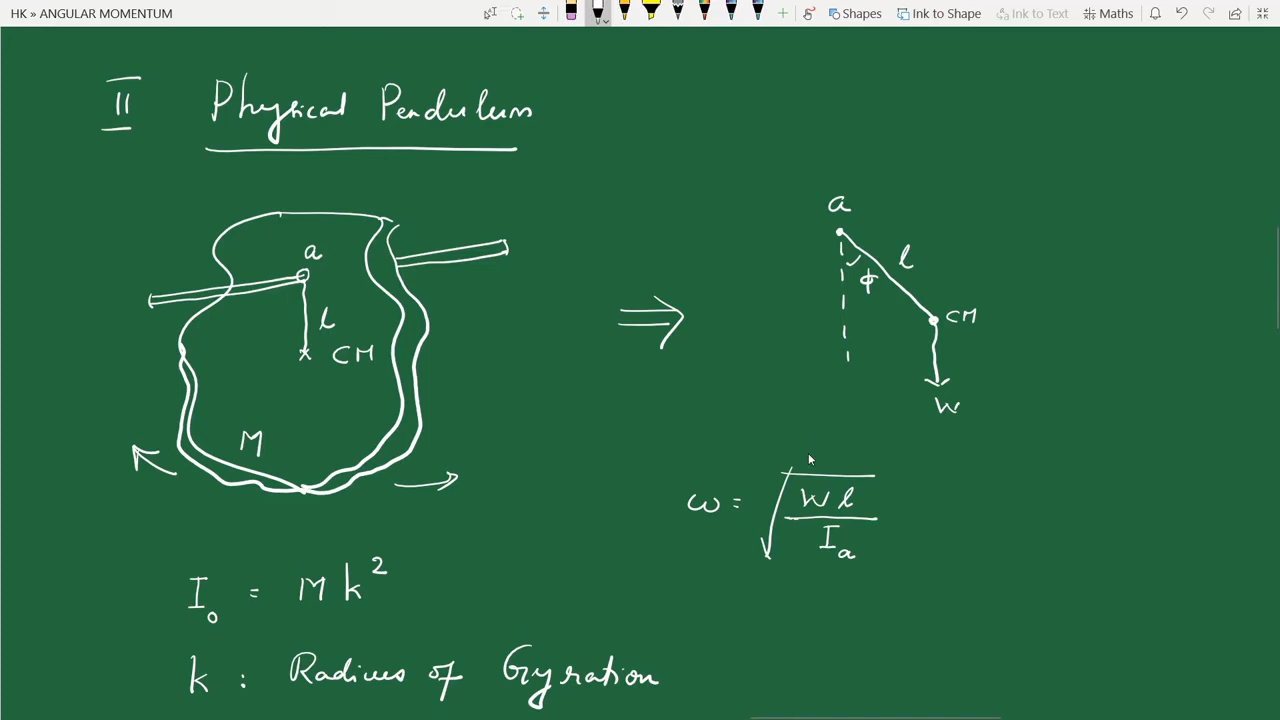 HK » ANGULAR MOMENTUM
Shapes
Ink to Shape
Ink to Text
Maths
II Physical Pendulum
a
l
CM
M
a
l
ϕ
CM
W
ω = √(Wl / I_a)
I_0 = Mk²
k : Radius of Gyration